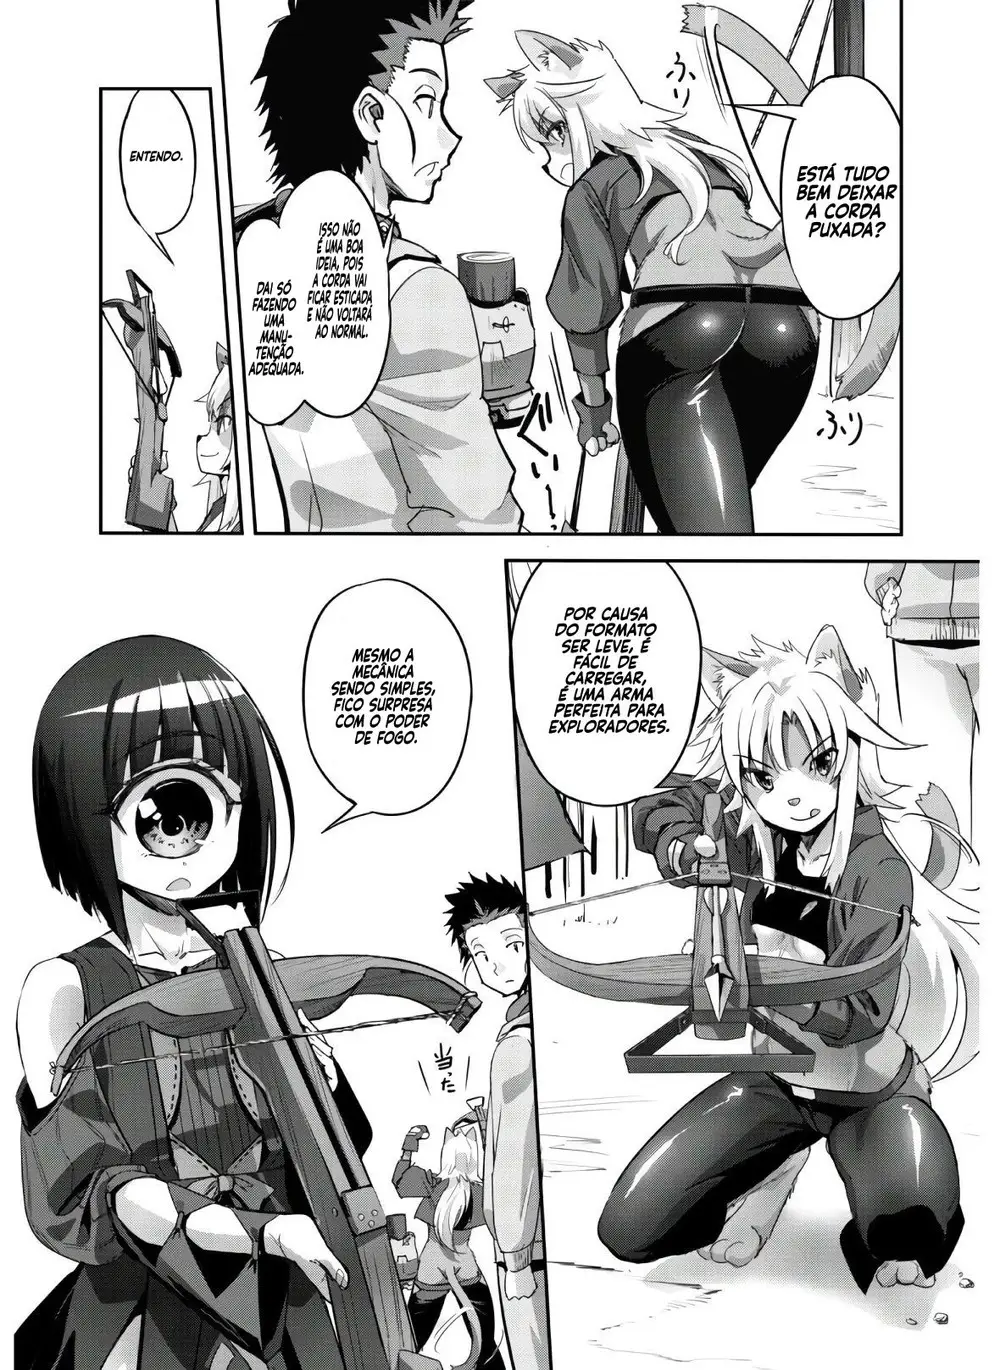 ふり
ESTÁ TUDO
BEM DEIXAR
A CORDA
PUXADA?
ISSO NÃO
É UMA BOA
IDEIA, POIS
A CORDA VAI
FICAR ESTICADA
E NÃO VOLTARÁ
AO NORMAL.
DAI SÓ
FAZENDO
UMA
MANU-
TENÇÃO
ADEQUADA.
ふり
ENTENDO.
POR CAUSA
DO FORMATO
SER LEVE, É
FÁCIL DE
CARREGAR,
É UMA ARMA
PERFEITA PARA
EXPLORADORES.
MESMO A
MECÂNICA
SENDO SIMPLES,
FICO SURPRESA
COM O PODER
DE FOGO.
当った